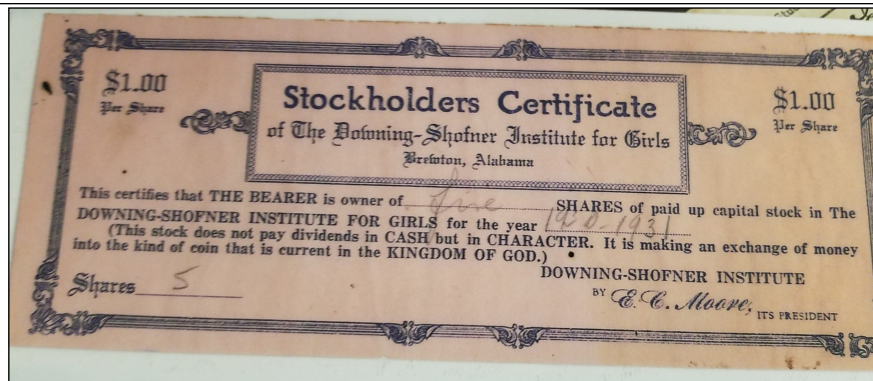 $1.00
Per Share
Stockholders Certificate
of The Downing-Shofner Institute for Girls
Brewton, Alabama
$1.00
Per Share
This certifies that THE BEARER is owner of five SHARES of paid up capital stock in The
DOWNING-SHOFNER INSTITUTE FOR GIRLS for the year 1930-1931
(This stock does not pay dividends in CASH but in CHARACTER. It is making an exchange of money
into the kind of coin that is current in the KINGDOM OF GOD.)
DOWNING-SHOFNER INSTITUTE
Shares 5
BY E. C. Moore,
ITS PRESIDENT